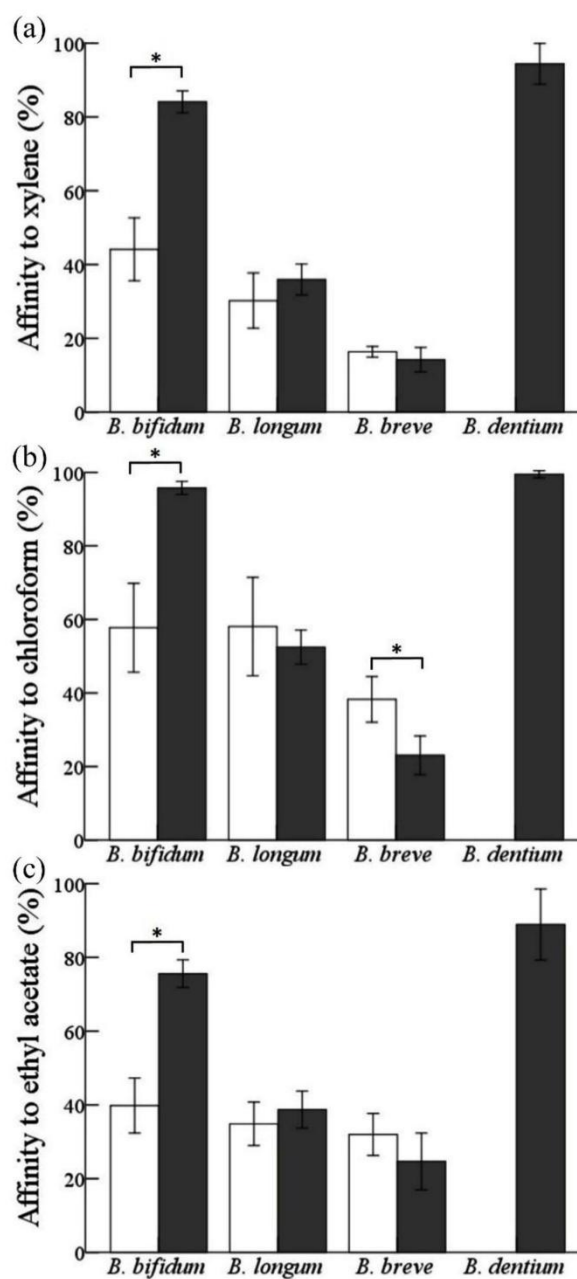 (a)
Affinity to xylene (%)
100
*
80
60
40
20
0
B. bifidum B. longum B. breve B. dentium
(b)
Affinity to chloroform (%)
100
*
80
60
*
40
20
0
B. bifidum B. longum B. breve B. dentium
(c)
Affinity to ethyl acetate (%)
100
*
80
60
40
20
0
B. bifidum B. longum B. breve B. dentium